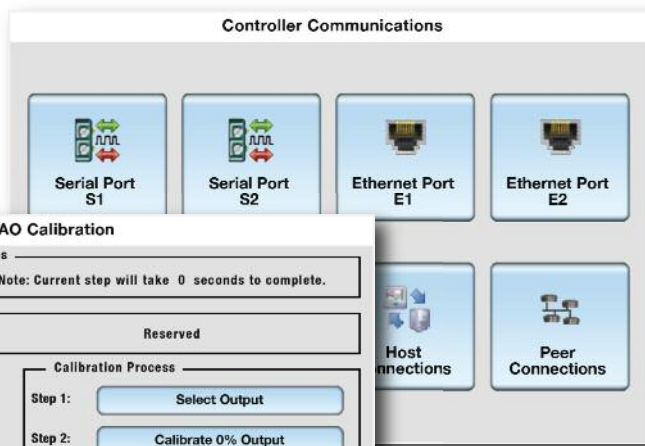 Controller Communications
Serial Port
S1
Serial Port
S2
Ethernet Port
E1
Ethernet Port
E2
AO Calibration
Note: Current step will take 0 seconds to complete.
Reserved
Calibration Process
Step 1:
Select Output
Step 2:
Calibrate 0% Output
Host
Peer
Connections